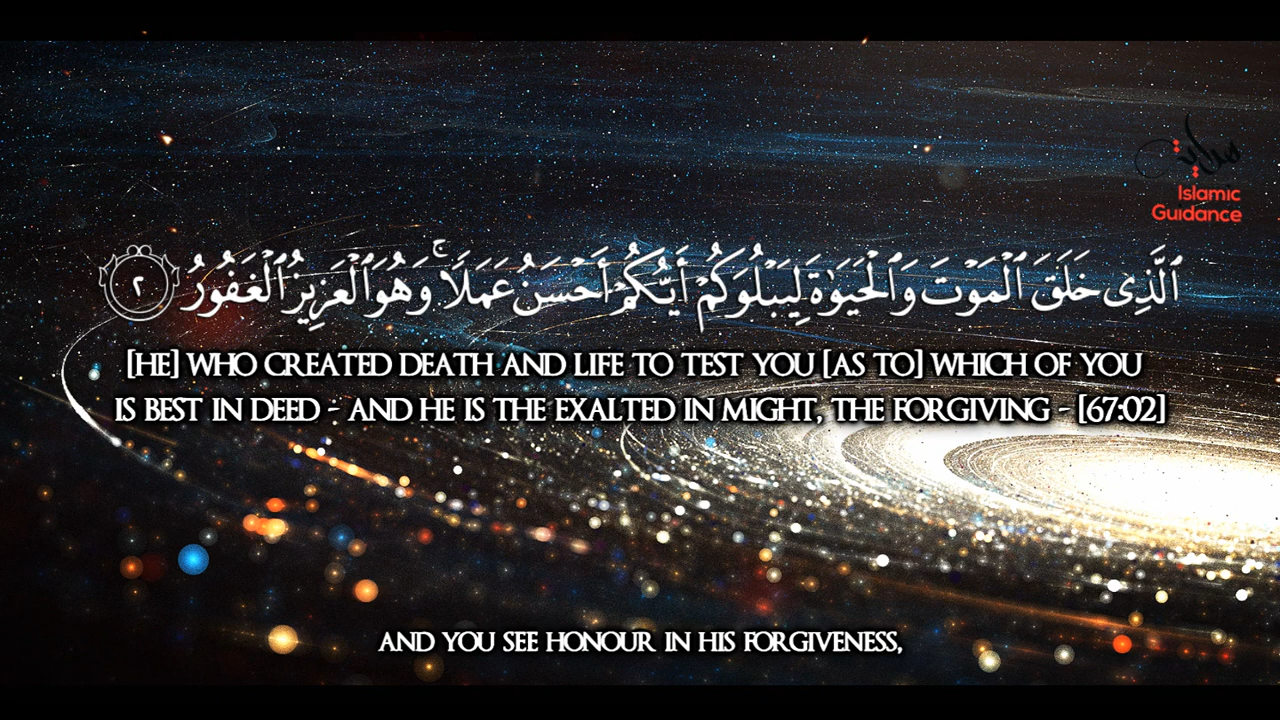 هداية
Islamic
Guidance
ٱلَّذِى خَلَقَ ٱلْمَوْتَ وَٱلْحَيَوٰةَ لِيَبْلُوَكُمْ أَيُّكُمْ أَحْسَنُ عَمَلًا ۚ وَهُوَ ٱلْعَزِيزُ ٱلْغَفُورُ ٢
[HE] WHO CREATED DEATH AND LIFE TO TEST YOU [AS TO] WHICH OF YOU
IS BEST IN DEED - AND HE IS THE EXALTED IN MIGHT, THE FORGIVING - [67:02]
AND YOU SEE HONOUR IN HIS FORGIVENESS,